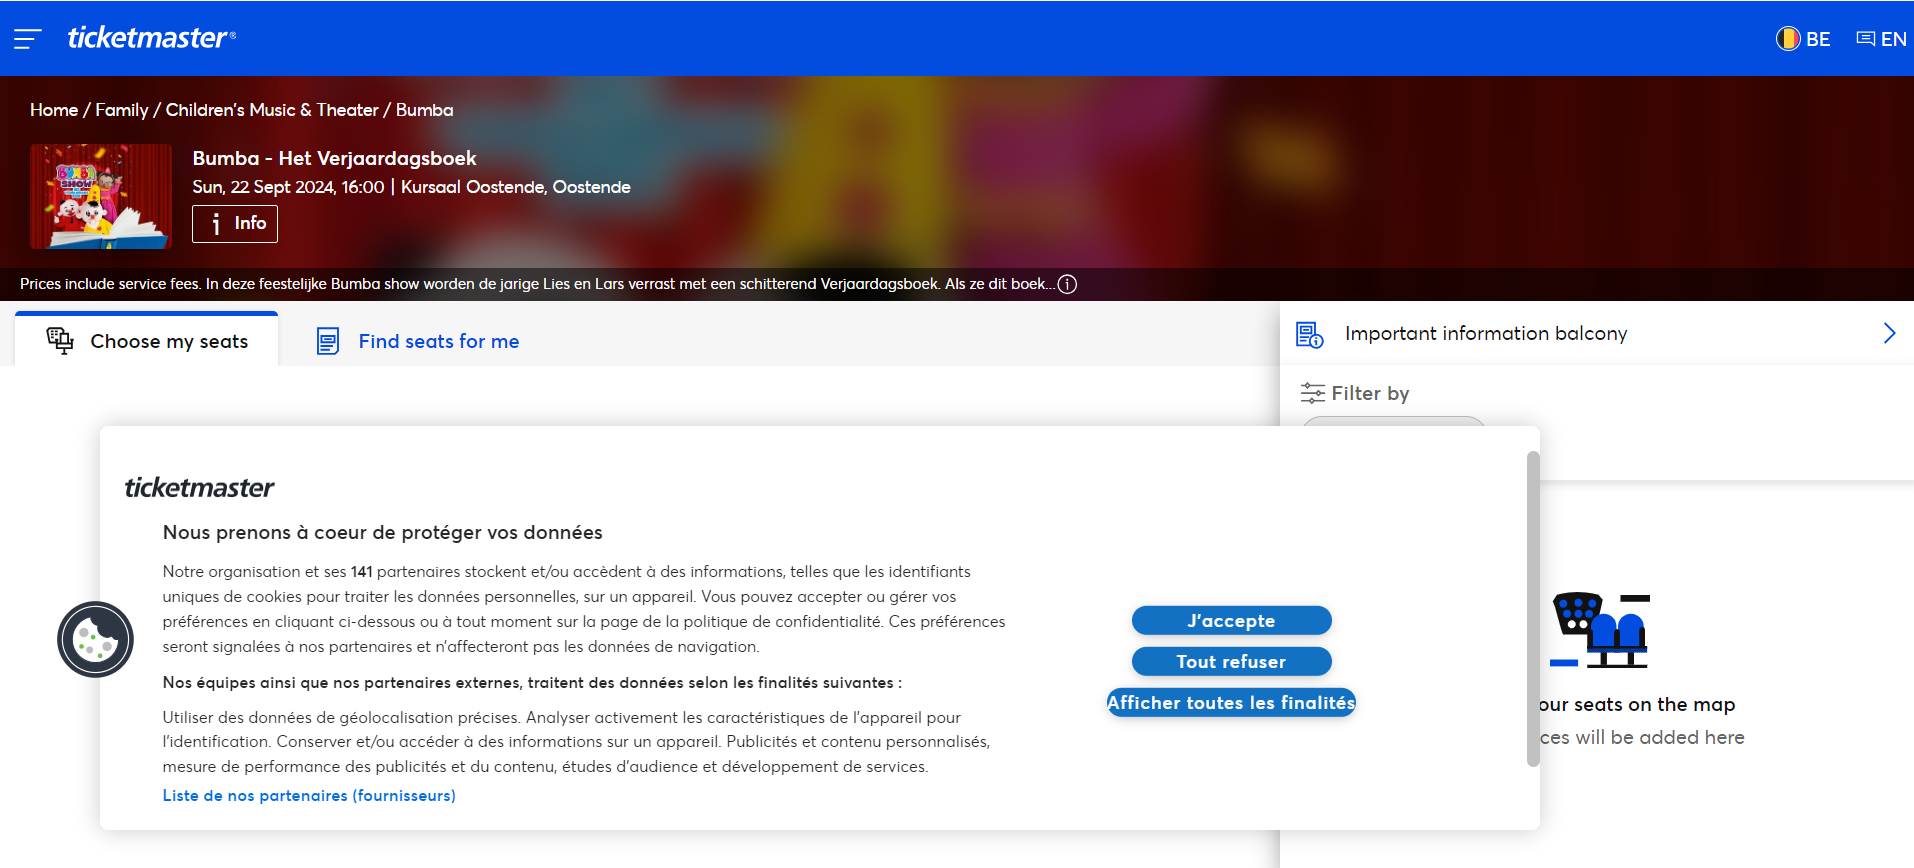 ticketmaster®
BE
EN
Home / Family / Children's Music & Theater / Bumba
BUMBA
SHOW
Bumba - Het Verjaardagsboek
Sun, 22 Sept 2024, 16:00 | Kursaal Oostende, Oostende
i Info
Prices include service fees. In deze feestelijke Bumba show worden de jarige Lies en Lars verrast met een schitterend Verjaardagsboek. Als ze dit boek...
Choose my seats
Find seats for me
Important information balcony
Filter by
ticketmaster
Nous prenons à coeur de protéger vos données
Notre organisation et ses 141 partenaires stockent et/ou accèdent à des informations, telles que les identifiants
uniques de cookies pour traiter les données personnelles, sur un appareil. Vous pouvez accepter ou gérer vos
préférences en cliquant ci-dessous ou à tout moment sur la page de la politique de confidentialité. Ces préférences
seront signalées à nos partenaires et n'affecteront pas les données de navigation.
Nos équipes ainsi que nos partenaires externes, traitent des données selon les finalités suivantes :
Utiliser des données de géolocalisation précises. Analyser activement les caractéristiques de l'appareil pour
l'identification. Conserver et/ou accéder à des informations sur un appareil. Publicités et contenu personnalisés,
mesure de performance des publicités et du contenu, études d'audience et développement de services.
Liste de nos partenaires (fournisseurs)
J'accepte
Tout refuser
Afficher toutes les finalités
our seats on the map
ces will be added here